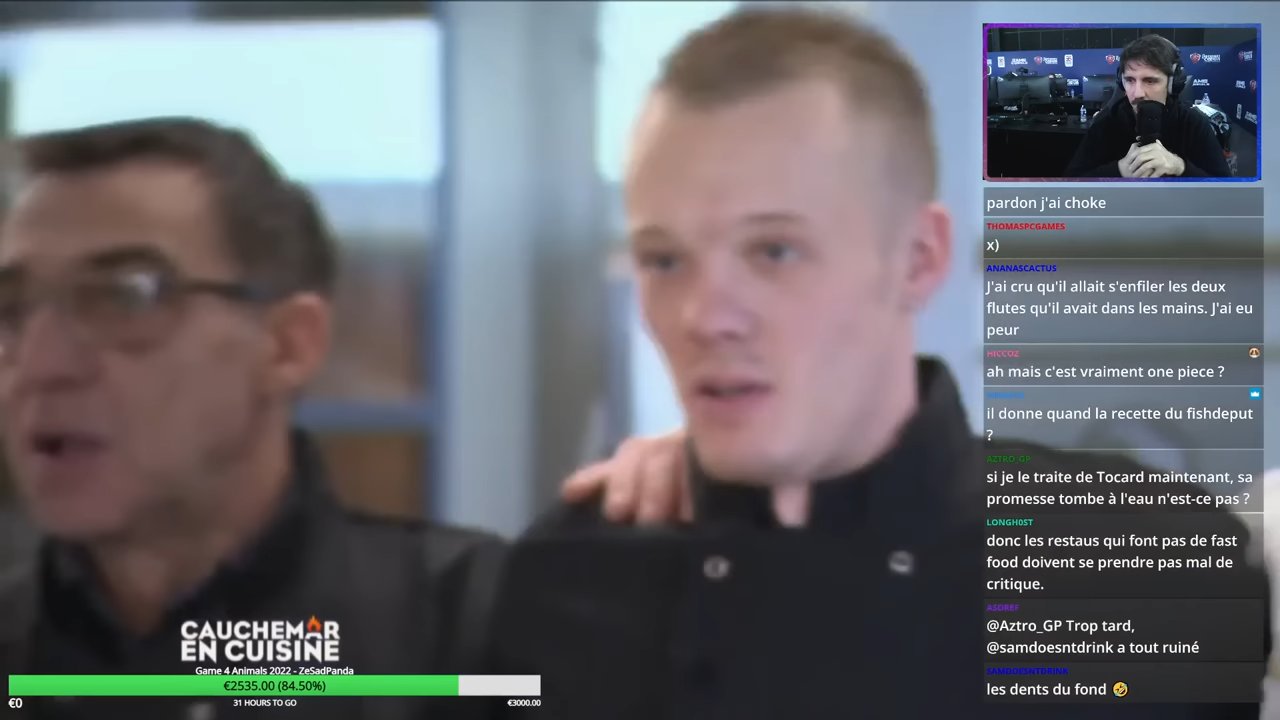 CAUCHEMAR
EN CUISINE
Game 4 Animals 2022 - ZeSadPanda
€2535.00 (84.50%)
€0
31 HOURS TO GO
€3000.00
pardon j'ai choke
THOMASPCGAMES
x)
ANANASCACTUS
J'ai cru qu'il allait s'enfiler les deux
flutes qu'il avait dans les mains. J'ai eu
peur
HICCOZ
ah mais c'est vraiment one piece ?
il donne quand la recette du fishdeput
?
AZTRO_GP
si je le traite de Tocard maintenant, sa
promesse tombe à l'eau n'est-ce pas ?
LONGH0ST
donc les restaus qui font pas de fast
food doivent se prendre pas mal de
critique.
ASDREF
@Aztro_GP Trop tard,
@samdoesntdrink a tout ruiné
SAMDOESNTDRINK
les dents du fond 🤣